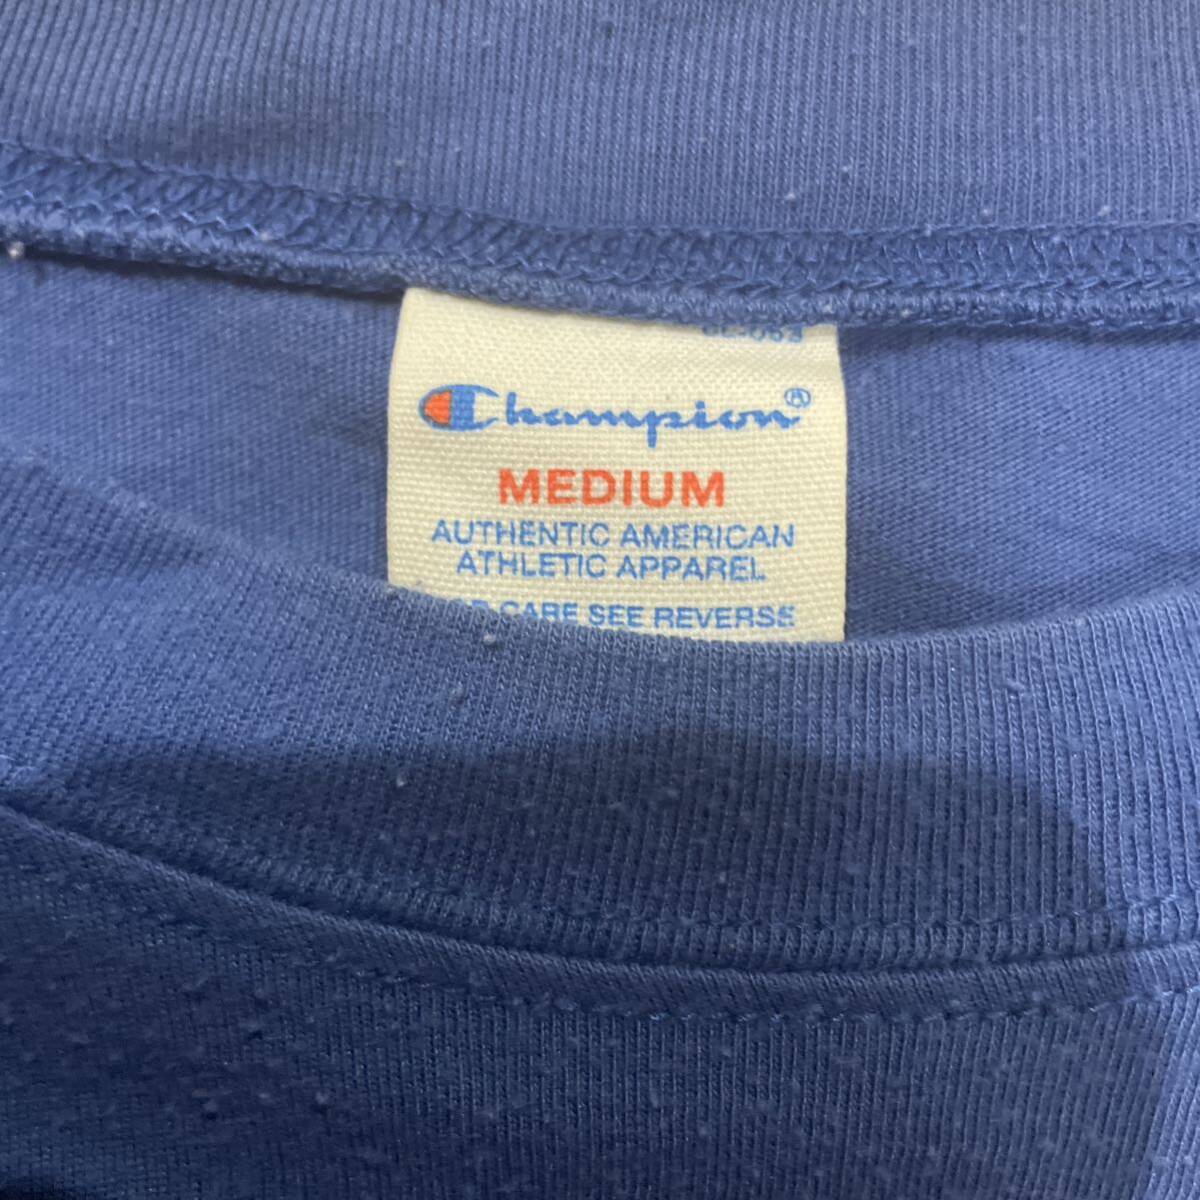 Champion®
MEDIUM
AUTHENTIC AMERICAN
ATHLETIC APPAREL
CARE SEE REVERSE